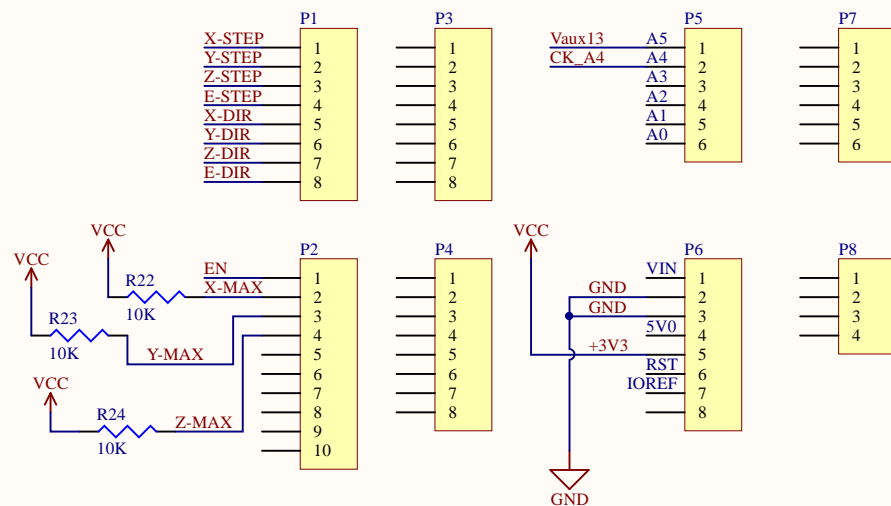 P1
X-STEP 1
Y-STEP 2
Z-STEP 3
E-STEP 4
X-DIR 5
Y-DIR 6
Z-DIR 7
E-DIR 8
P3
1
2
3
4
5
6
7
8
P5
Vaux13 A5 1
CK_A4 A4 2
A3 3
A2 4
A1 5
A0 6
P7
1
2
3
4
5
6
P2
EN 1
VCC R22 10K X-MAX 2
VCC R23 10K Y-MAX 3
VCC R24 10K Z-MAX 4
5
6
7
8
9
10
P4
1
2
3
4
5
6
7
8
P6
VCC
VIN 1
GND 2
GND 3
5V0 4
+3V3 5
RST 6
IOREF 7
8
GND
P8
1
2
3
4